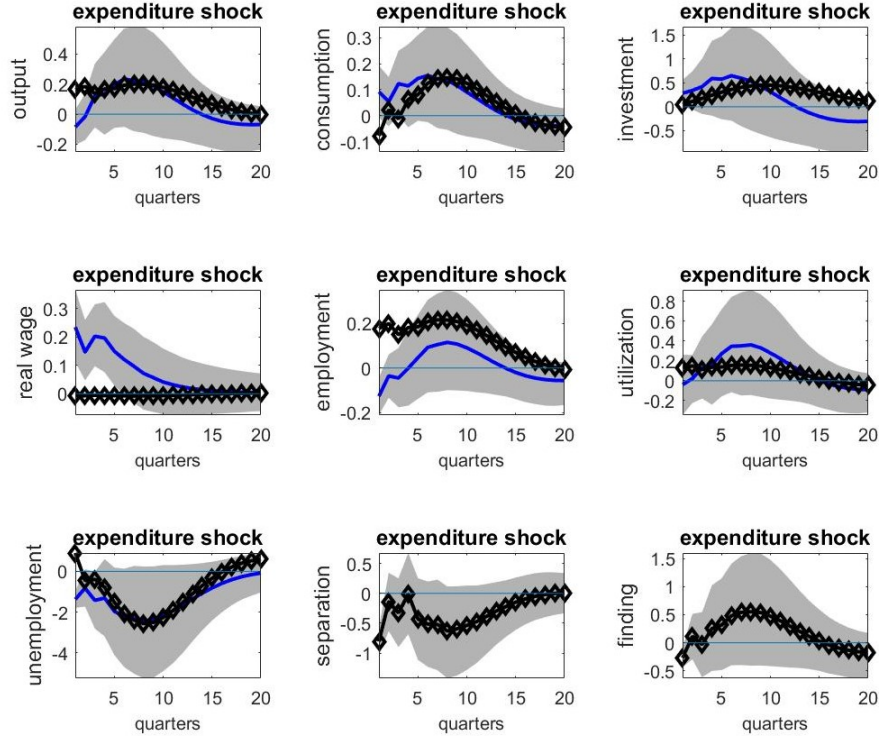 expenditure shock
output
0.4
0.2
0
-0.2
5 10 15 20
quarters
expenditure shock
consumption
0.3
0.2
0.1
0
-0.1
5 10 15 20
quarters
expenditure shock
investment
1.5
1
0.5
0
-0.5
5 10 15 20
quarters
expenditure shock
real wage
0.3
0.2
0.1
0
5 10 15 20
quarters
expenditure shock
employment
0.2
0
-0.2
5 10 15 20
quarters
expenditure shock
utilization
0.8
0.6
0.4
0.2
0
-0.2
5 10 15 20
quarters
expenditure shock
unemployment
0
-2
-4
5 10 15 20
quarters
expenditure shock
separation
0.5
0
-0.5
-1
5 10 15 20
quarters
expenditure shock
finding
1.5
1
0.5
0
-0.5
5 10 15 20
quarters